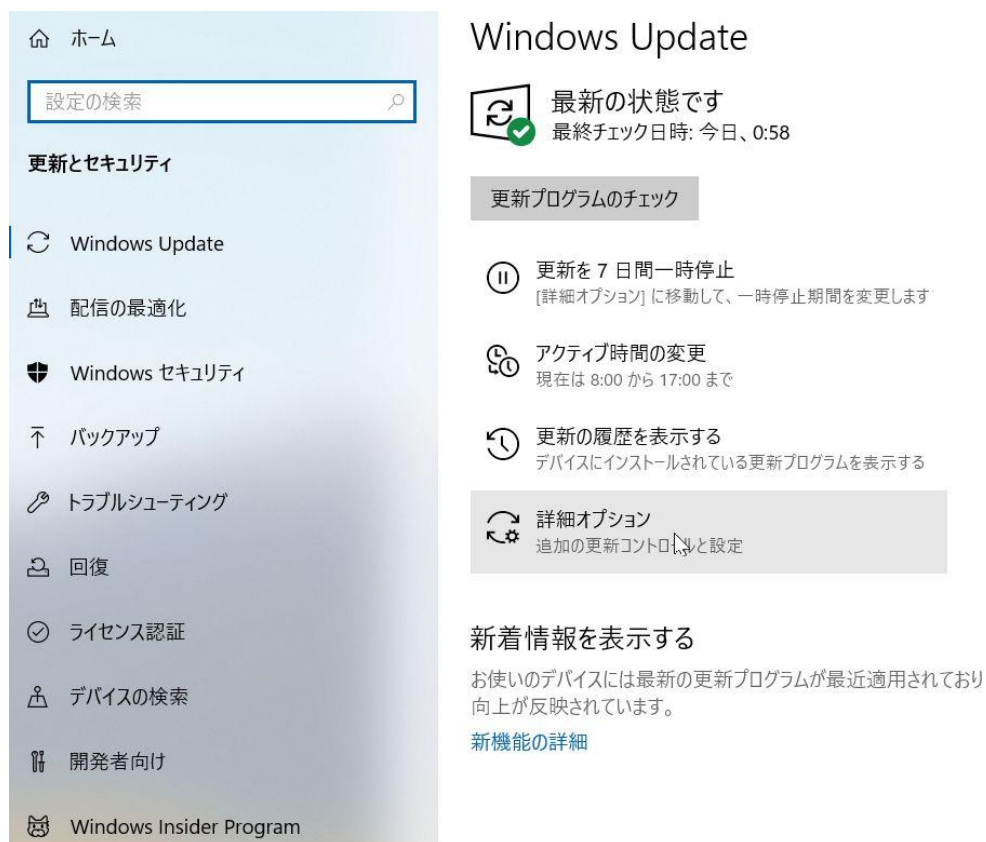 ホーム
設定の検索
更新とセキュリティ
Windows Update
配信の最適化
Windows セキュリティ
バックアップ
トラブルシューティング
回復
ライセンス認証
デバイスの検索
開発者向け
Windows Insider Program
Windows Update
最新の状態です
最終チェック日時: 今日、0:58
更新プログラムのチェック
更新を 7 日間一時停止
[詳細オプション] に移動して、一時停止期間を変更します
アクティブ時間の変更
現在は 8:00 から 17:00 まで
更新の履歴を表示する
デバイスにインストールされている更新プログラムを表示する
詳細オプション
追加の更新コントロールと設定
新着情報を表示する
お使いのデバイスには最新の更新プログラムが最近適用されており
向上が反映されています。
新機能の詳細